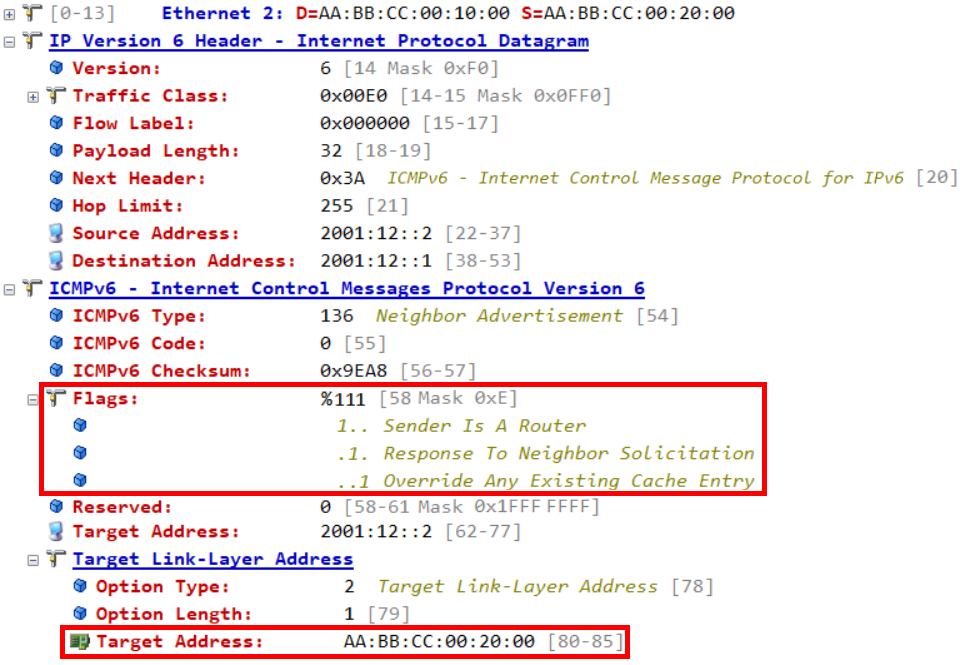 [0-13] Ethernet 2: D=AA:BB:CC:00:10:00 S=AA:BB:CC:00:20:00
IP Version 6 Header - Internet Protocol Datagram
Version: 6 [14 Mask 0xF0]
Traffic Class: 0x00E0 [14-15 Mask 0x0FF0]
Flow Label: 0x000000 [15-17]
Payload Length: 32 [18-19]
Next Header: 0x3A ICMPv6 - Internet Control Message Protocol for IPv6 [20]
Hop Limit: 255 [21]
Source Address: 2001:12::2 [22-37]
Destination Address: 2001:12::1 [38-53]
ICMPv6 - Internet Control Messages Protocol Version 6
ICMPv6 Type: 136 Neighbor Advertisement [54]
ICMPv6 Code: 0 [55]
ICMPv6 Checksum: 0x9EA8 [56-57]
Flags: %111 [58 Mask 0xE]
1.. Sender Is A Router
.1. Response To Neighbor Solicitation
..1 Override Any Existing Cache Entry
Reserved: 0 [58-61 Mask 0x1FFF FFFF]
Target Address: 2001:12::2 [62-77]
Target Link-Layer Address
Option Type: 2 Target Link-Layer Address [78]
Option Length: 1 [79]
Target Address: AA:BB:CC:00:20:00 [80-85]